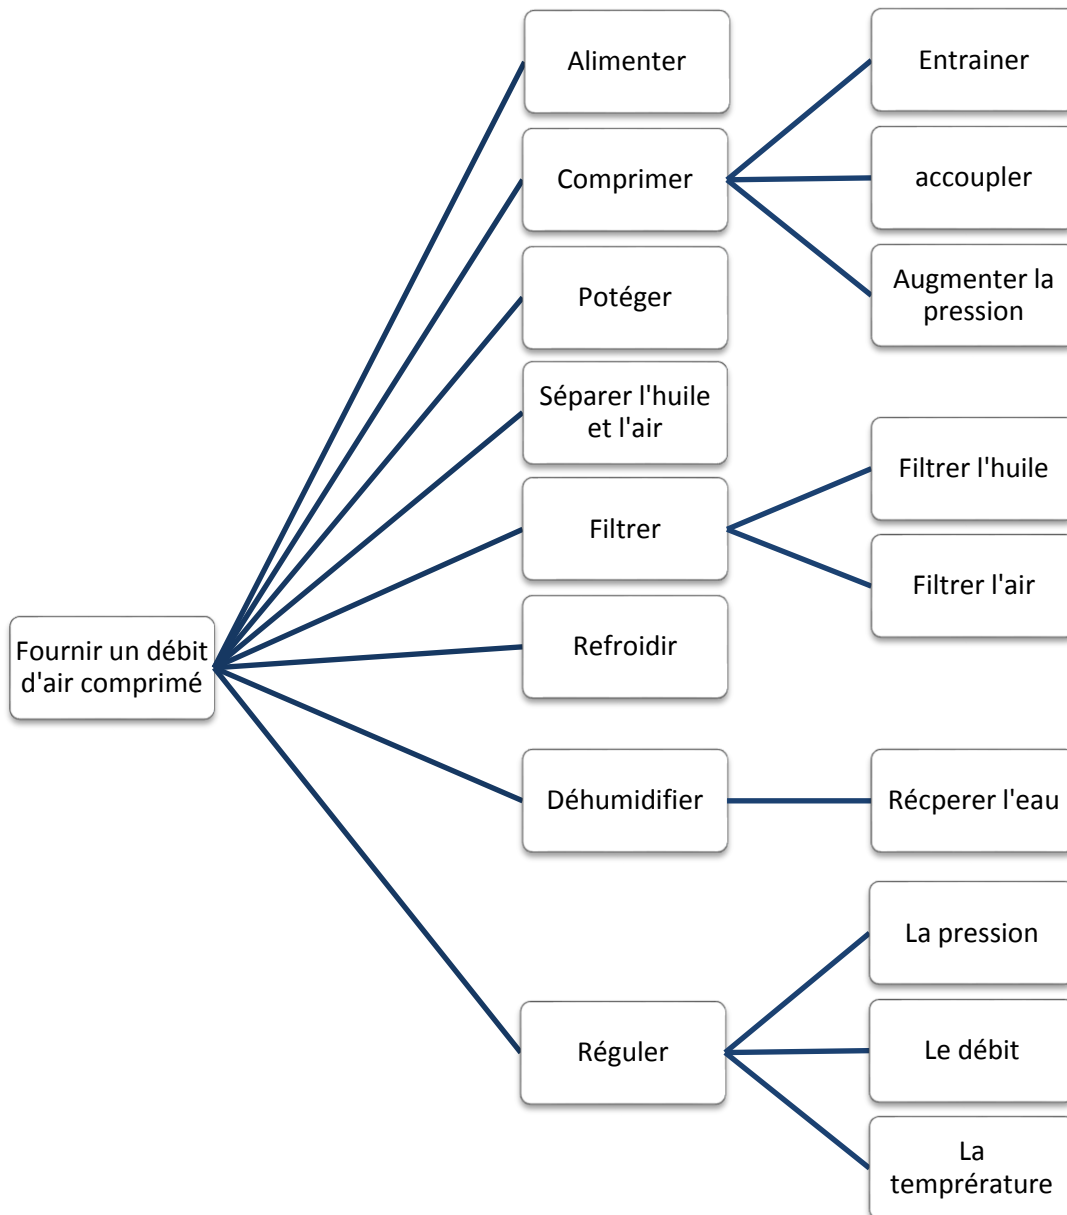 Alimenter
Entrainer
Comprimer
accoupler
Augmenter la
pression
Potéger
Séparer l'huile
et l'air
Filtrer l'huile
Filtrer
Filtrer l'air
Fournir un débit
d'air comprimé
Refroidir
Déhumidifier
Récperer l'eau
La pression
Réguler
Le débit
La
temprérature